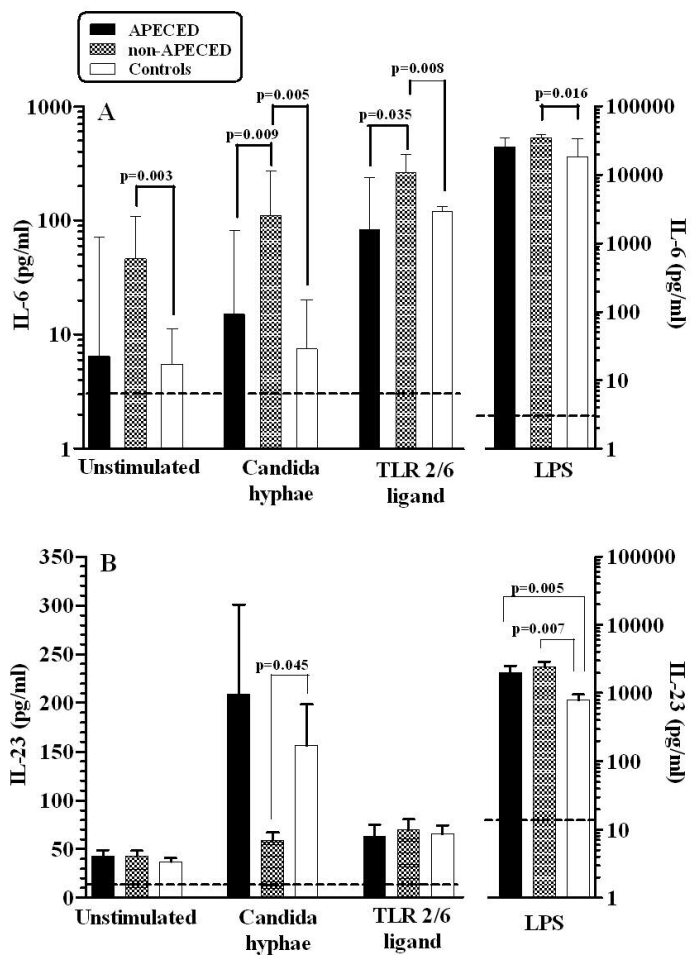 APECED
non-APECED
Controls
A
p=0.003
p=0.009
p=0.005
p=0.035
p=0.008
p=0.016
1000
100
10
1
IL-6 (pg/ml)
100000
10000
1000
100
10
1
IL-6 (pg/ml)
Unstimulated
Candida
hyphae
TLR 2/6
ligand
LPS
B
p=0.045
p=0.005
p=0.007
350
300
250
200
150
100
50
0
IL-23 (pg/ml)
100000
10000
1000
100
10
1
IL-23 (pg/ml)
Unstimulated
Candida
hyphae
TLR 2/6
ligand
LPS